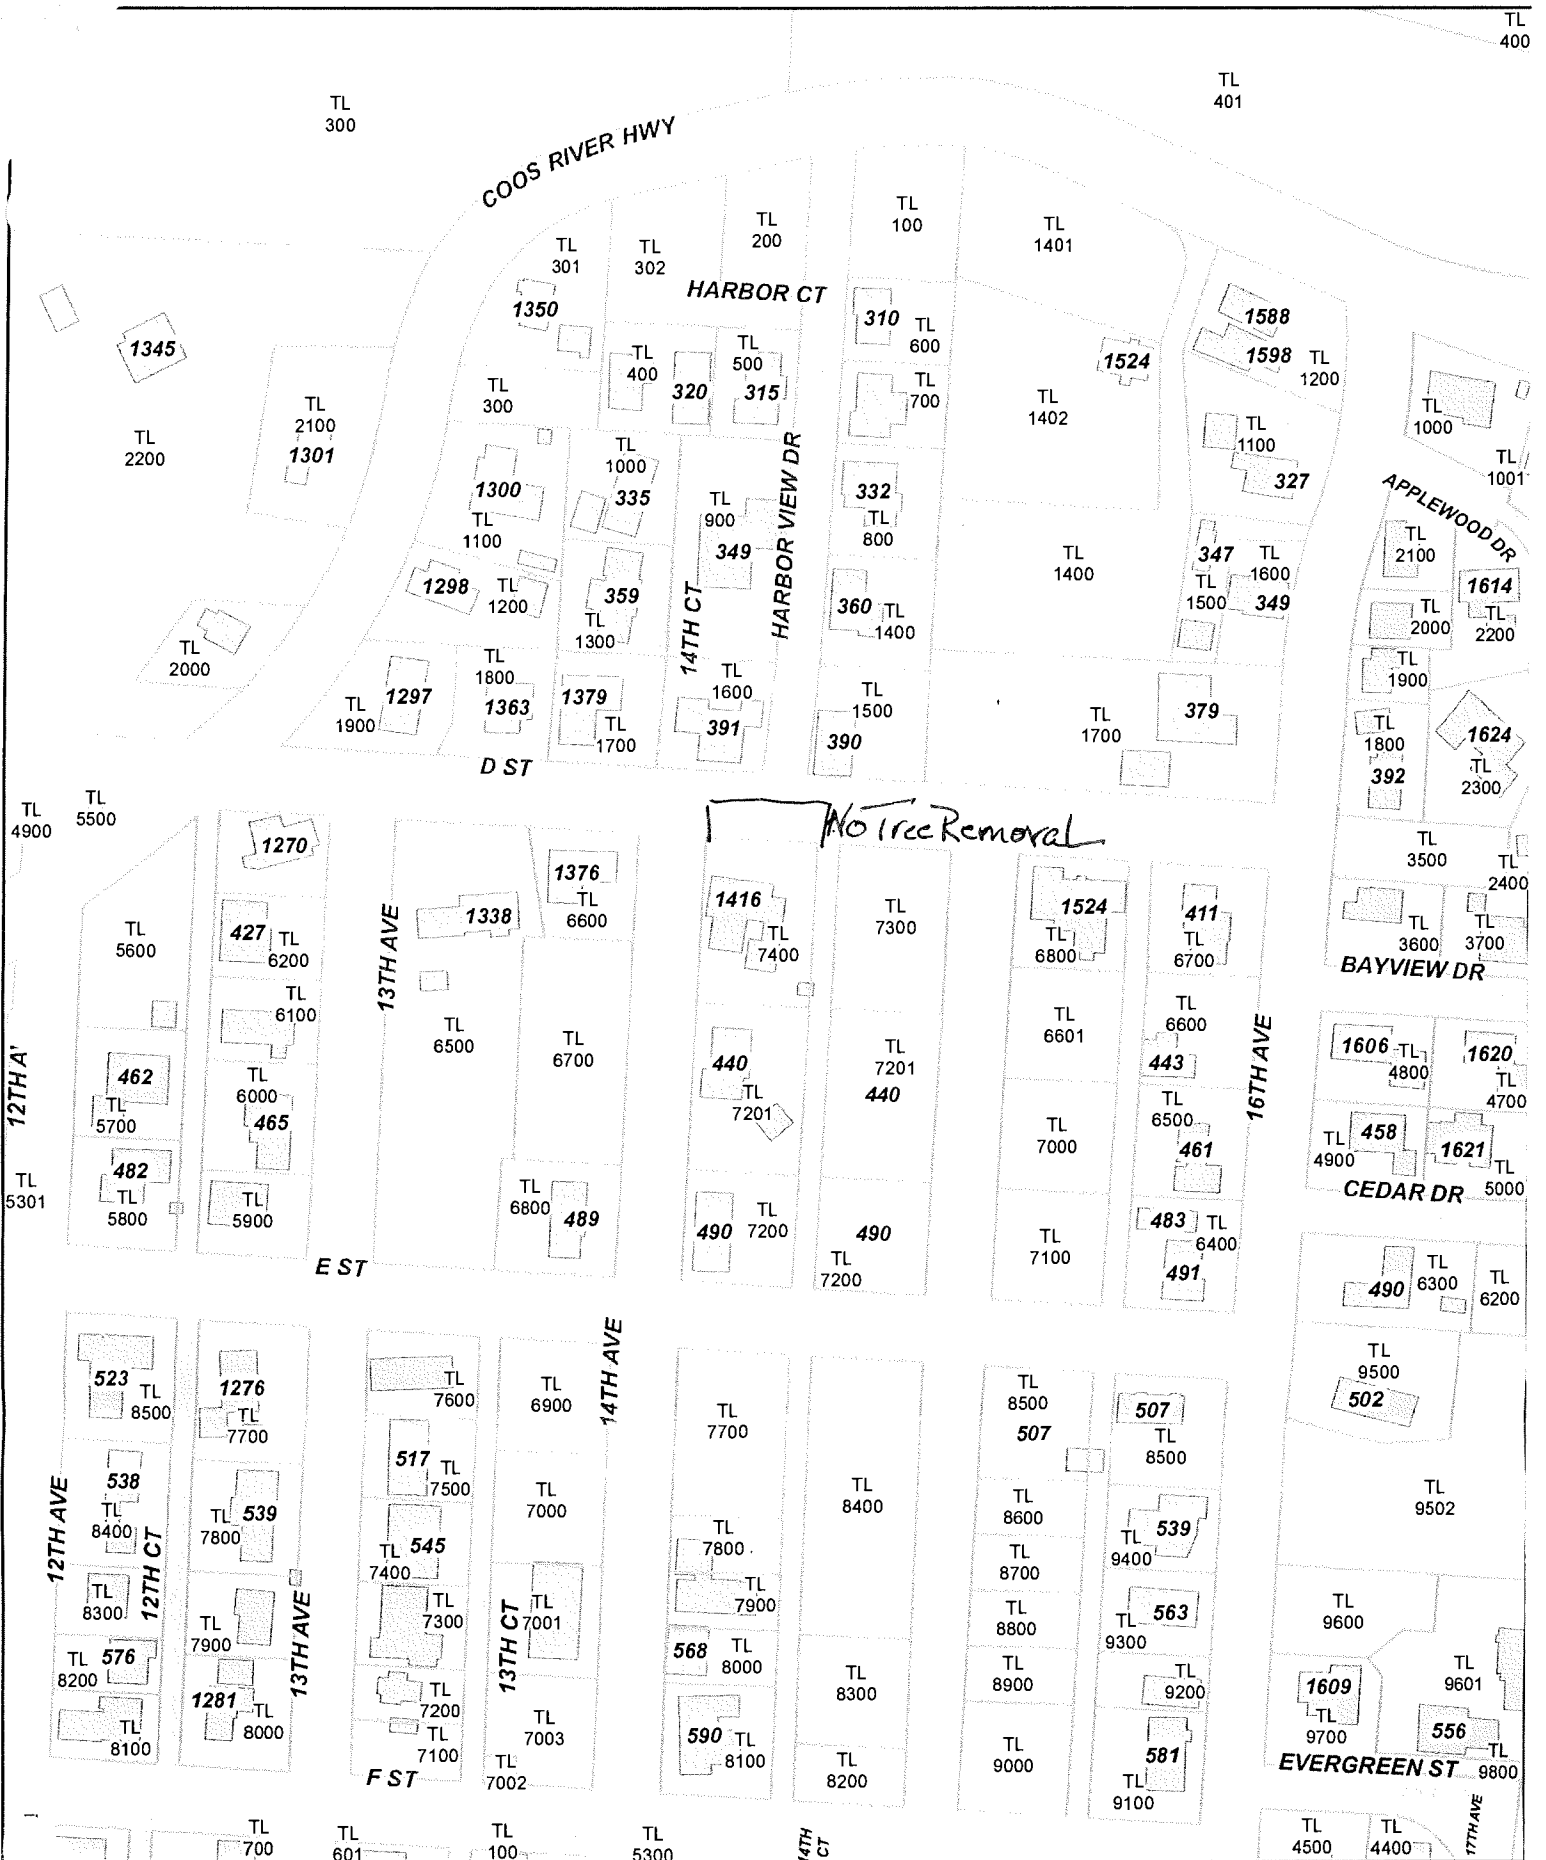 TL
400
TL
401
TL
300
COOS RIVER HWY
TL
100
TL
200
TL
1401
TL
301
TL
302
HARBOR CT
1350
310
TL
600
1588
1598
TL
1200
1345
TL
400
320
TL
500
315
1524
TL
300
TL
700
TL
1402
TL
1000
TL
2100
1301
TL
2200
TL
1100
327
TL
1001
1300
TL
1100
TL
1000
335
TL
900
349
HARBOR VIEW DR
332
TL
800
APPLEWOOD DR
TL
2100
TL
1400
347
TL
1500
TL
1600
349
1614
TL
2200
TL
2000
1298
TL
1200
359
TL
1300
14TH CT
360
TL
1400
TL
2000
TL
1900
1297
TL
1900
TL
1800
1363
1379
TL
1700
TL
1600
391
TL
1500
390
TL
1700
379
TL
1800
392
1624
TL
2300
D ST
TL
4900
TL
5500
No Tree Removal
TL
3500
TL
2400
1270
1376
TL
6600
1338
1416
TL
7400
TL
7300
1524
TL
6800
411
TL
6700
TL
3600
TL
3700
BAYVIEW DR
TL
5600
427
TL
6200
13TH AVE
TL
6100
TL
6500
TL
6700
440
TL
7201
TL
7201
440
TL
6601
TL
6600
443
16TH AVE
1606
TL
4800
1620
TL
4700
12TH A'
462
TL
5700
TL
6000
465
TL
7000
TL
6500
461
TL
4900
458
1621
TL
5000
CEDAR DR
TL
5301
482
TL
5800
TL
5900
TL
6800
489
490
TL
7200
490
TL
7200
TL
7100
483
TL
6400
491
E ST
490
TL
6300
TL
6200
523
TL
8500
1276
TL
7700
TL
7600
TL
6900
14TH AVE
TL
7700
TL
8500
507
507
TL
8500
TL
9500
502
12TH AVE
538
TL
8400
12TH CT
TL
7800
539
517
TL
7500
TL
7000
TL
8400
TL
8600
539
TL
9400
TL
9502
545
TL
7400
TL
7800
TL
8700
TL
8300
TL
7900
13TH AVE
TL
7300
13TH CT
TL
7001
TL
7900
TL
8800
563
TL
9300
TL
9600
TL
8200
576
568
TL
8000
TL
8300
TL
8900
TL
9200
1609
TL
9700
TL
9601
1281
TL
8000
TL
8100
TL
7200
TL
7100
TL
7003
TL
7002
590
TL
8100
TL
8200
TL
9000
581
TL
9100
556
TL
9800
F ST
EVERGREEN ST
17TH AVE
TL
700
TL
601
TL
100
TL
5300
14TH
CT
TL
4500
TL
4400